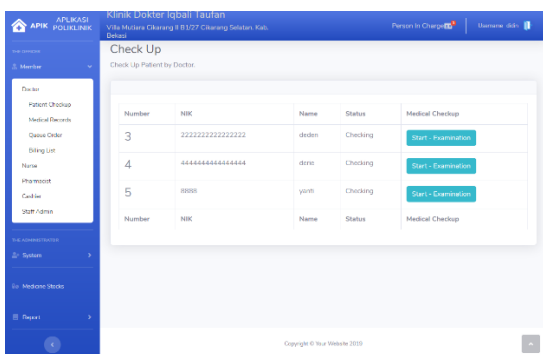 APIK
APLIKASI
POLIKLINIK
Klinik Dokter Iqbali Taufan
Villa Mutiara Cikarang II B1/27 Cikarang Selatan, Kab.
Bekasi
Person In Charge
Username
Member
Doctor
Patient Checkup
Medical Records
Queue Order
Billing List
Nurse
Pharmacist
Cashier
Staff Admin
THE ADMINISTRATOR
System
Medicine Stocks
Report
Check Up
Check Up Patient by Doctor.
Number NIK Name Status Medical Checkup
3 2222222222222222 deden Checking Start - Examination
4 4444444444444444 Checking Start - Examination
5 8888 yanti Checking Start - Examination
Number NIK Name Status Medical Checkup
Copyright © Your Website 2019